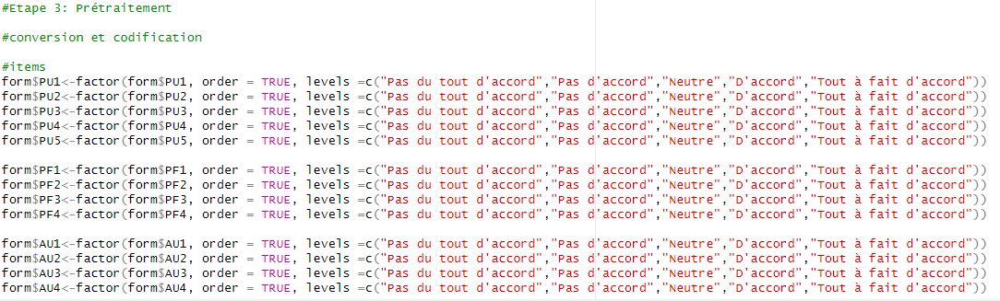 #Etape 3: Prétraitement
#conversion et codification
#items
form$PU1<-factor(form$PU1, order = TRUE, levels =c("Pas du tout d'accord","Pas d'accord","Neutre","D'accord","Tout à fait d'accord"))
form$PU2<-factor(form$PU2, order = TRUE, levels =c("Pas du tout d'accord","Pas d'accord","Neutre","D'accord","Tout à fait d'accord"))
form$PU3<-factor(form$PU3, order = TRUE, levels =c("Pas du tout d'accord","Pas d'accord","Neutre","D'accord","Tout à fait d'accord"))
form$PU4<-factor(form$PU4, order = TRUE, levels =c("Pas du tout d'accord","Pas d'accord","Neutre","D'accord","Tout à fait d'accord"))
form$PU5<-factor(form$PU5, order = TRUE, levels =c("Pas du tout d'accord","Pas d'accord","Neutre","D'accord","Tout à fait d'accord"))
form$PF1<-factor(form$PF1, order = TRUE, levels =c("Pas du tout d'accord","Pas d'accord","Neutre","D'accord","Tout à fait d'accord"))
form$PF2<-factor(form$PF2, order = TRUE, levels =c("Pas du tout d'accord","Pas d'accord","Neutre","D'accord","Tout à fait d'accord"))
form$PF3<-factor(form$PF3, order = TRUE, levels =c("Pas du tout d'accord","Pas d'accord","Neutre","D'accord","Tout à fait d'accord"))
form$PF4<-factor(form$PF4, order = TRUE, levels =c("Pas du tout d'accord","Pas d'accord","Neutre","D'accord","Tout à fait d'accord"))
form$AU1<-factor(form$AU1, order = TRUE, levels =c("Pas du tout d'accord","Pas d'accord","Neutre","D'accord","Tout à fait d'accord"))
form$AU2<-factor(form$AU2, order = TRUE, levels =c("Pas du tout d'accord","Pas d'accord","Neutre","D'accord","Tout à fait d'accord"))
form$AU3<-factor(form$AU3, order = TRUE, levels =c("Pas du tout d'accord","Pas d'accord","Neutre","D'accord","Tout à fait d'accord"))
form$AU4<-factor(form$AU4, order = TRUE, levels =c("Pas du tout d'accord","Pas d'accord","Neutre","D'accord","Tout à fait d'accord"))